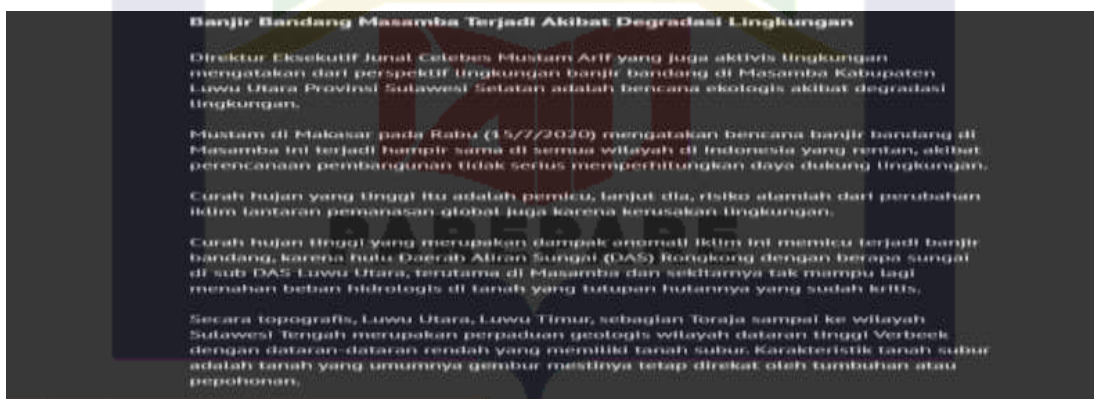 Banjir Bandang Masamba Terjadi Akibat Degradasi Lingkungan
Direktur Eksekutif Junal Celebes Mustam Arif yang juga aktivis lingkungan
mengatakan dari perspektif lingkungan banjir bandang di Masamba Kabupaten
Luwu Utara Provinsi Sulawesi Selatan adalah bencana ekologis akibat degradasi
lingkungan.
Mustam di Makasar pada Rabu (15/7/2020) mengatakan bencana banjir bandang di
Masamba ini terjadi hampir sama di semua wilayah di Indonesia yang rentan, akibat
perencanaan pembangunan tidak serius memperhitungkan daya dukung lingkungan.
Curah hujan yang tinggi itu adalah pemicu, lanjut dia, risiko alamiah dari perubahan
iklim lantaran pemanasan global juga karena kerusakan lingkungan.
PAREPARE
Curah hujan tinggi yang merupakan dampak anomali iklim ini memicu terjadi banjir
bandang, karena hulu Daerah Aliran Sungai (DAS) Rongkong dengan berapa sungai
di sub DAS Luwu Utara, terutama di Masamba dan sekitarnya tak mampu lagi
menahan beban hidrologis di tanah yang tutupan hutannya yang sudah kritis.
Secara topografis, Luwu Utara, Luwu Timur, sebagian Toraja sampai ke wilayah
Sulawesi Tengah merupakan perpaduan geologis wilayah dataran tinggi Verbeek
dengan dataran-dataran rendah yang memiliki tanah subur. Karakteristik tanah subur
adalah tanah yang umumnya gembur mestinya tetap direkat oleh tumbuhan atau
pepohonan.